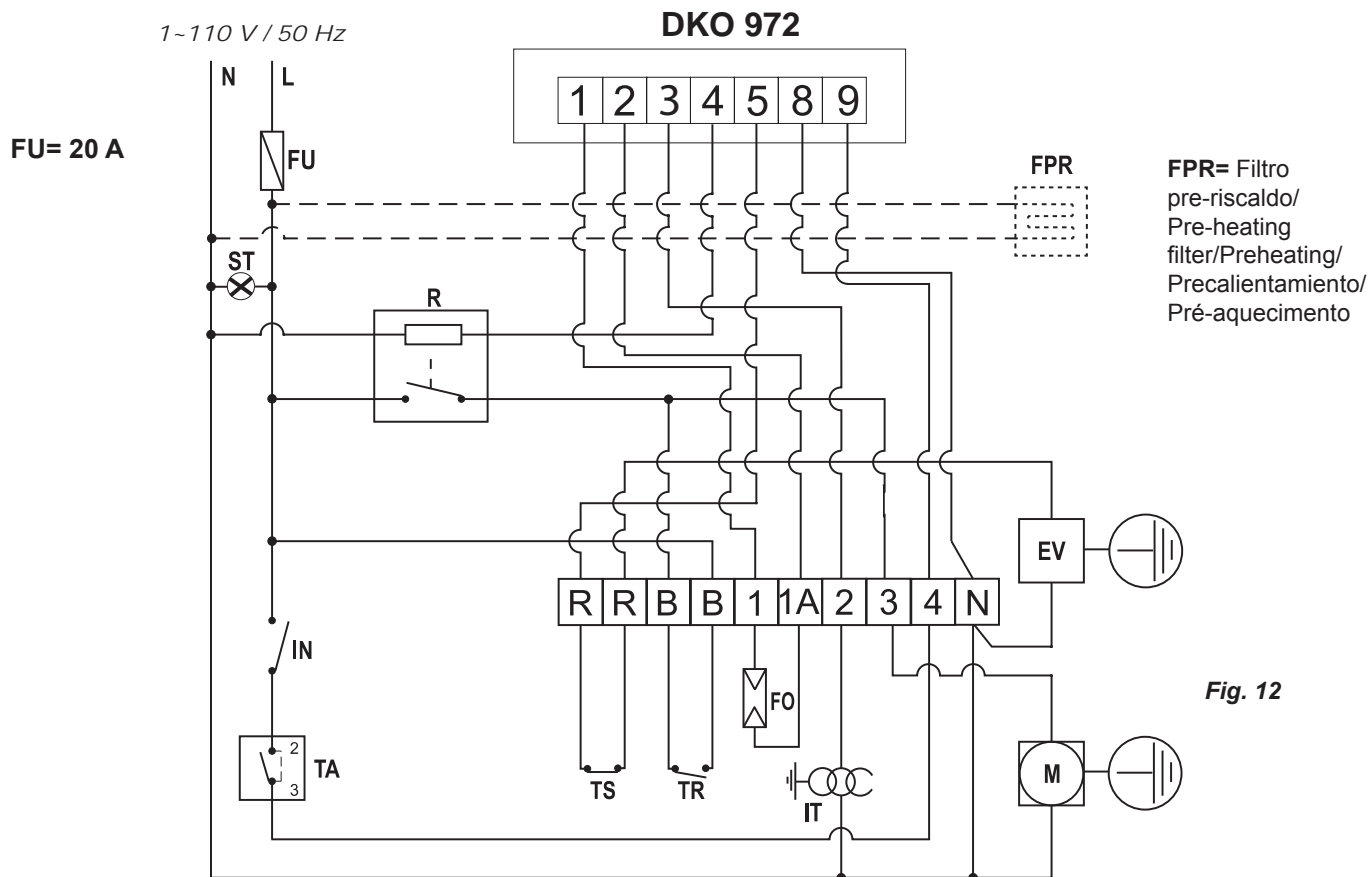 1~110 V / 50 Hz
DKO 972
N
L
1 2 3 4 5 8 9
FU= 20 A
FU
FPR
FPR= Filtro
pre-riscaldo/
Pre-heating
filter/Preheating/
Precalientamiento/
Pré-aquecimento
ST
R
EV
R R B B 1 1A 2 3 4 N
IN
FO
Fig. 12
TA
2
3
TS
TR
IT
M